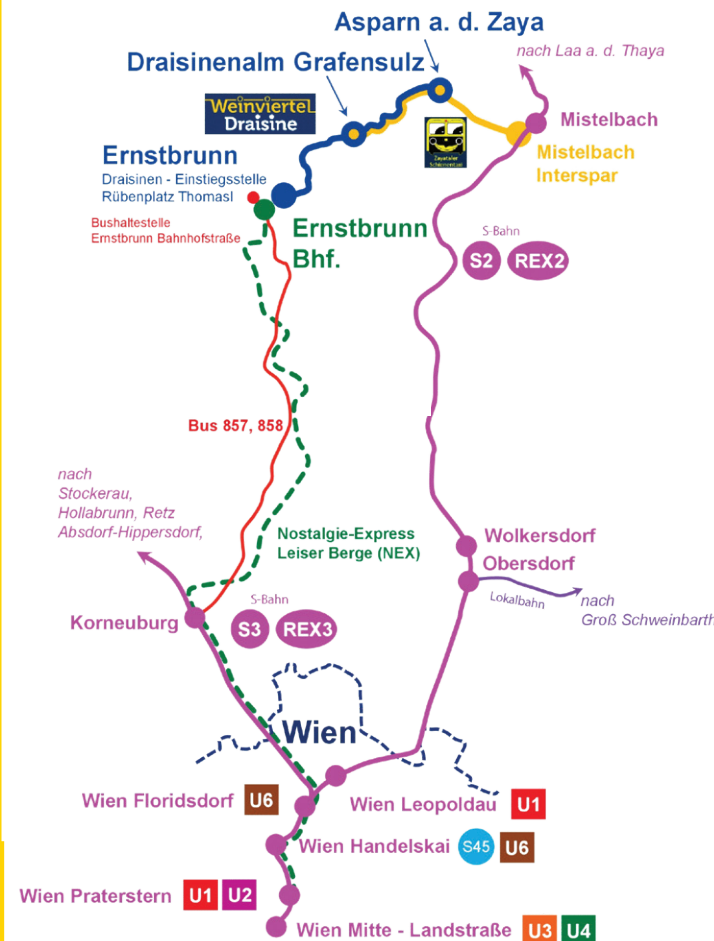 Asparn a. d. Zaya
nach Laa a. d. Thaya
Draisinenalm Grafensulz
Weinviertel
Draisine
Mistelbach
Mistelbach
Interspar
Ernstbrunn
Draisinen - Einstiegsstelle
Rübenplatz Thomasl
Bushaltestelle
Ernstbrunn Bahnhofstraße
Ernstbrunn
Bhf.
S-Bahn
S2 REX2
Bus 857, 858
nach
Stockerau,
Hollabrunn, Retz
Absdorf-Hippersdorf,
Nostalgie-Express
Leiser Berge (NEX)
Wolkersdorf
Obersdorf
Lokalbahn
nach
Groß Schweinbarth
S-Bahn
Korneuburg
S3 REX3
Wien
Wien Floridsdorf U6
Wien Leopoldau U1
Wien Handelskai S45 U6
Wien Praterstern U1 U2
Wien Mitte - Landstraße U3 U4